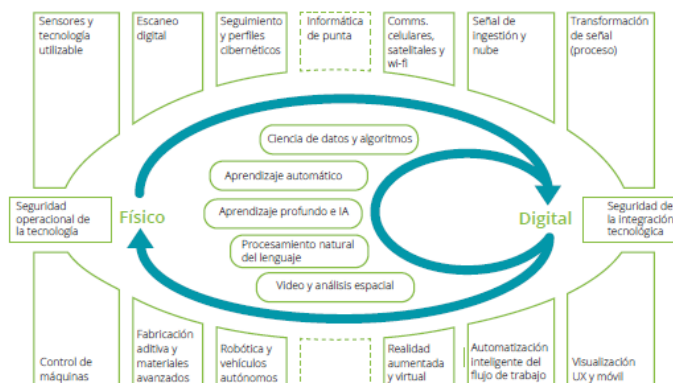 Sensores y
tecnología
utilizable
Escaneo
digital
Seguimiento
y perfiles
cibernéticos
Informática
de punta
Comms.
celulares,
satelitales y
wi-fi
Señal de
ingestión y
nube
Transformación
de señal
(proceso)
Ciencia de datos y algoritmos
Aprendizaje automático
Aprendizaje profundo e IA
Procesamiento natural
del lenguaje
Video y análisis espacial
Seguridad
operacional de
la tecnología
Físico
Digital
Seguridad de
la integración
tecnológica
Control de
máquinas
Fabricación
aditiva y
materiales
avanzados
Robótica y
vehículos
autónomos
Realidad
aumentada
y virtual
Automatización
inteligente del
flujo de trabajo
Visualización
UX y móvil